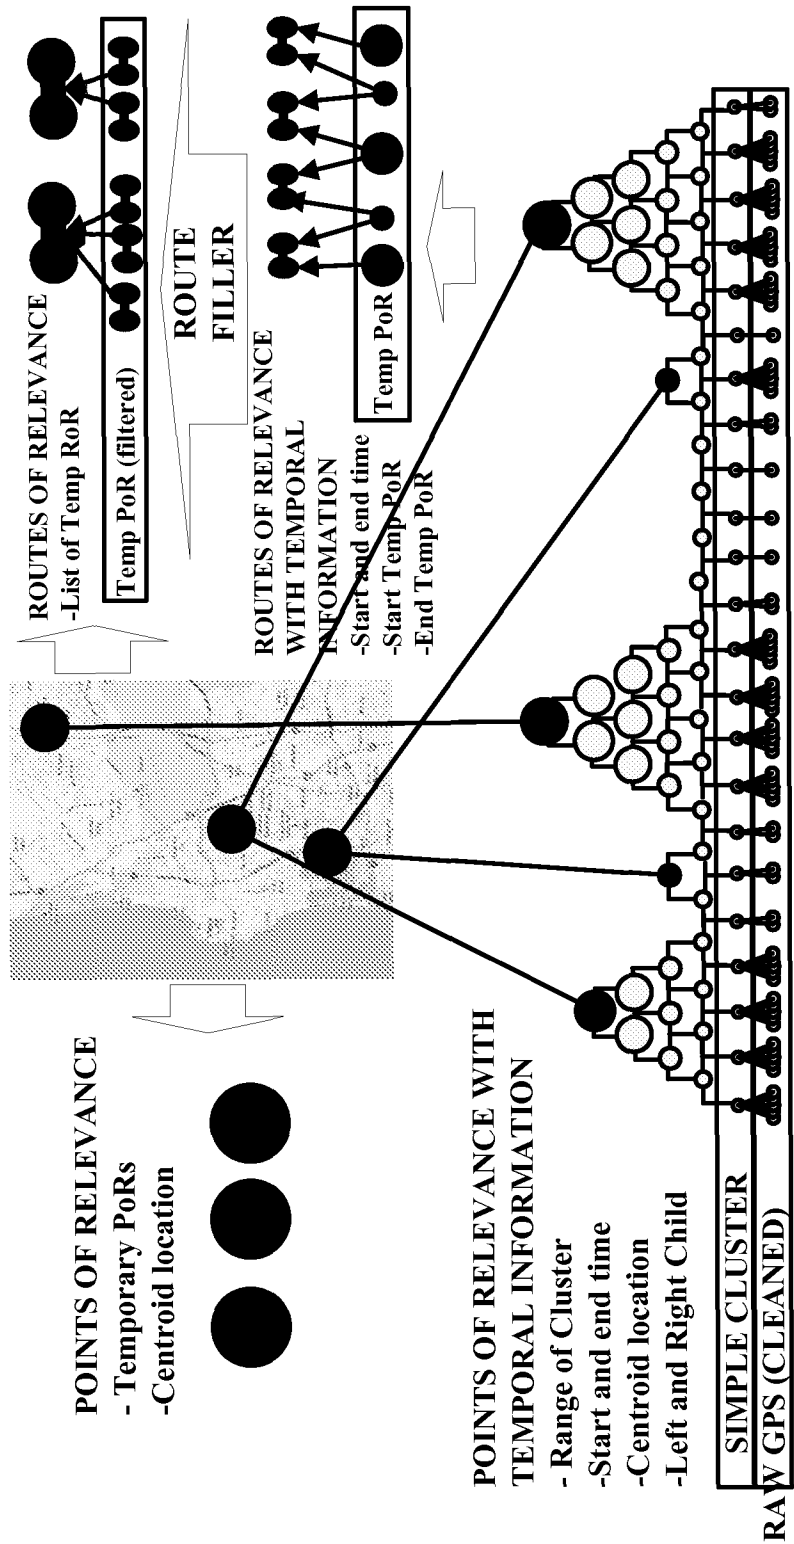 POINTS OF RELEVANCE
- Temporary PoRs
-Centroid location
ROUTES OF RELEVANCE
-List of Temp RoR
Temp PoR (filtered)
ROUTE
FILLER
ROUTES OF RELEVANCE
WITH TEMPORAL
INFORMATION
-Start and end time
-Start Temp PoR
-End Temp PoR
Temp PoR
POINTS OF RELEVANCE WITH
TEMPORAL INFORMATION
- Range of Cluster
-Start and end time
-Centroid location
-Left and Right Child
SIMPLE CLUSTER
RAW GPS (CLEANED)